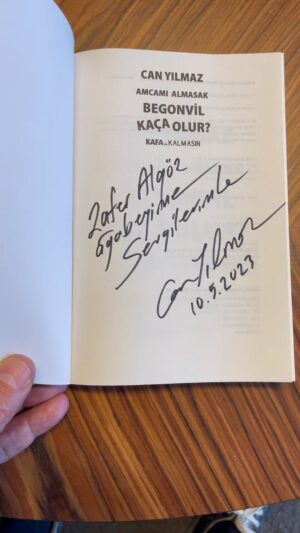 CAN YILMAZ
AMCAMI ALMASAK
BEGONVİL
KAÇA OLUR?
KAFA KALMASIN
Zafer Algöz
ağabeyime
Sevgilerimle
Can Yılmaz
10.5.2023